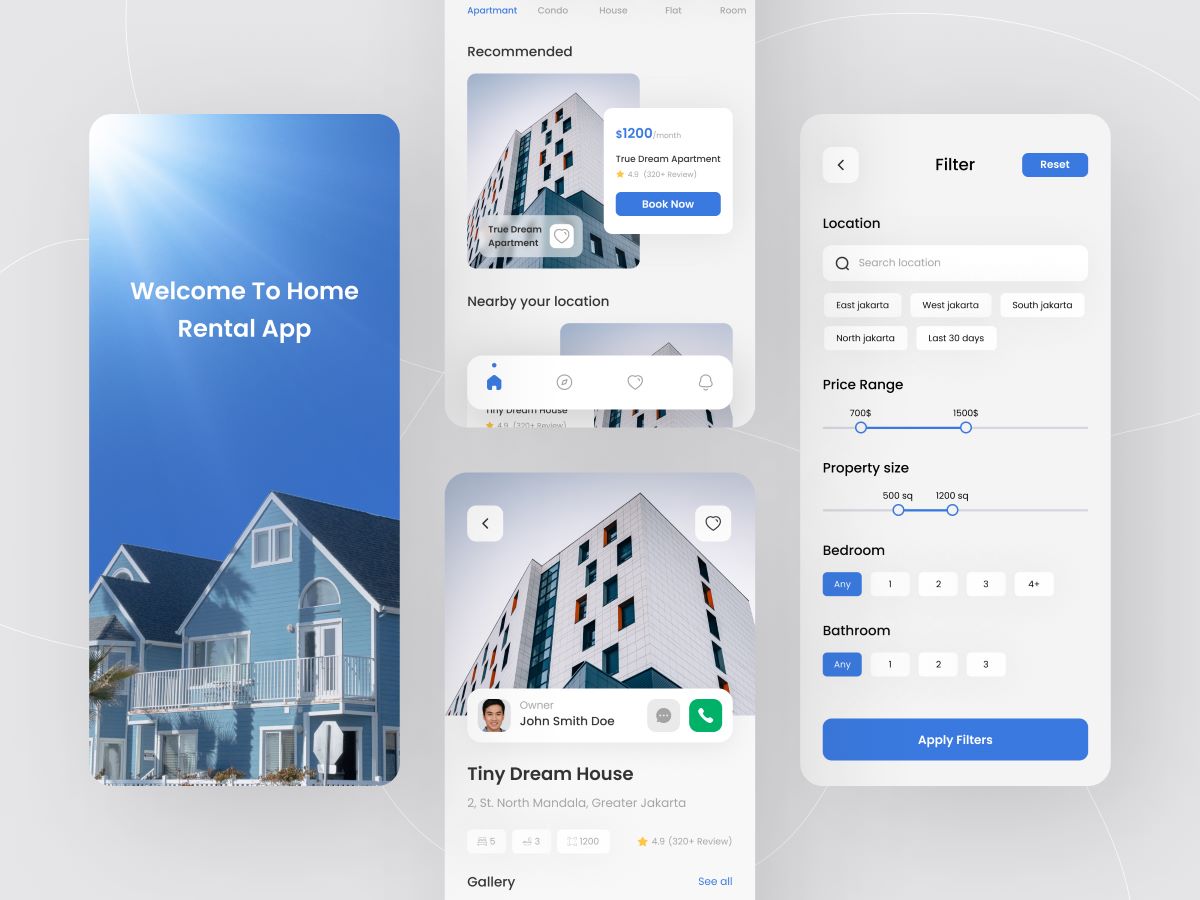 Welcome To Home
Rental App
Apartmant Condo House Flat Room
Recommended
$1200/month
True Dream Apartment
4.9 (320+ Review)
Book Now
True Dream
Apartment
Nearby your location
Tiny Dream House
4.9 (320+ Review)
Owner
John Smith Doe
Tiny Dream House
2, St. North Mandala, Greater Jakarta
5 3 1200 4.9 (320+ Review)
Gallery See all
Filter Reset
Location
Search location
East jakarta West jakarta South jakarta
North jakarta Last 30 days
Price Range
700$ 1500$
Property size
500 sq 1200 sq
Bedroom
Any 1 2 3 4+
Bathroom
Any 1 2 3
Apply Filters